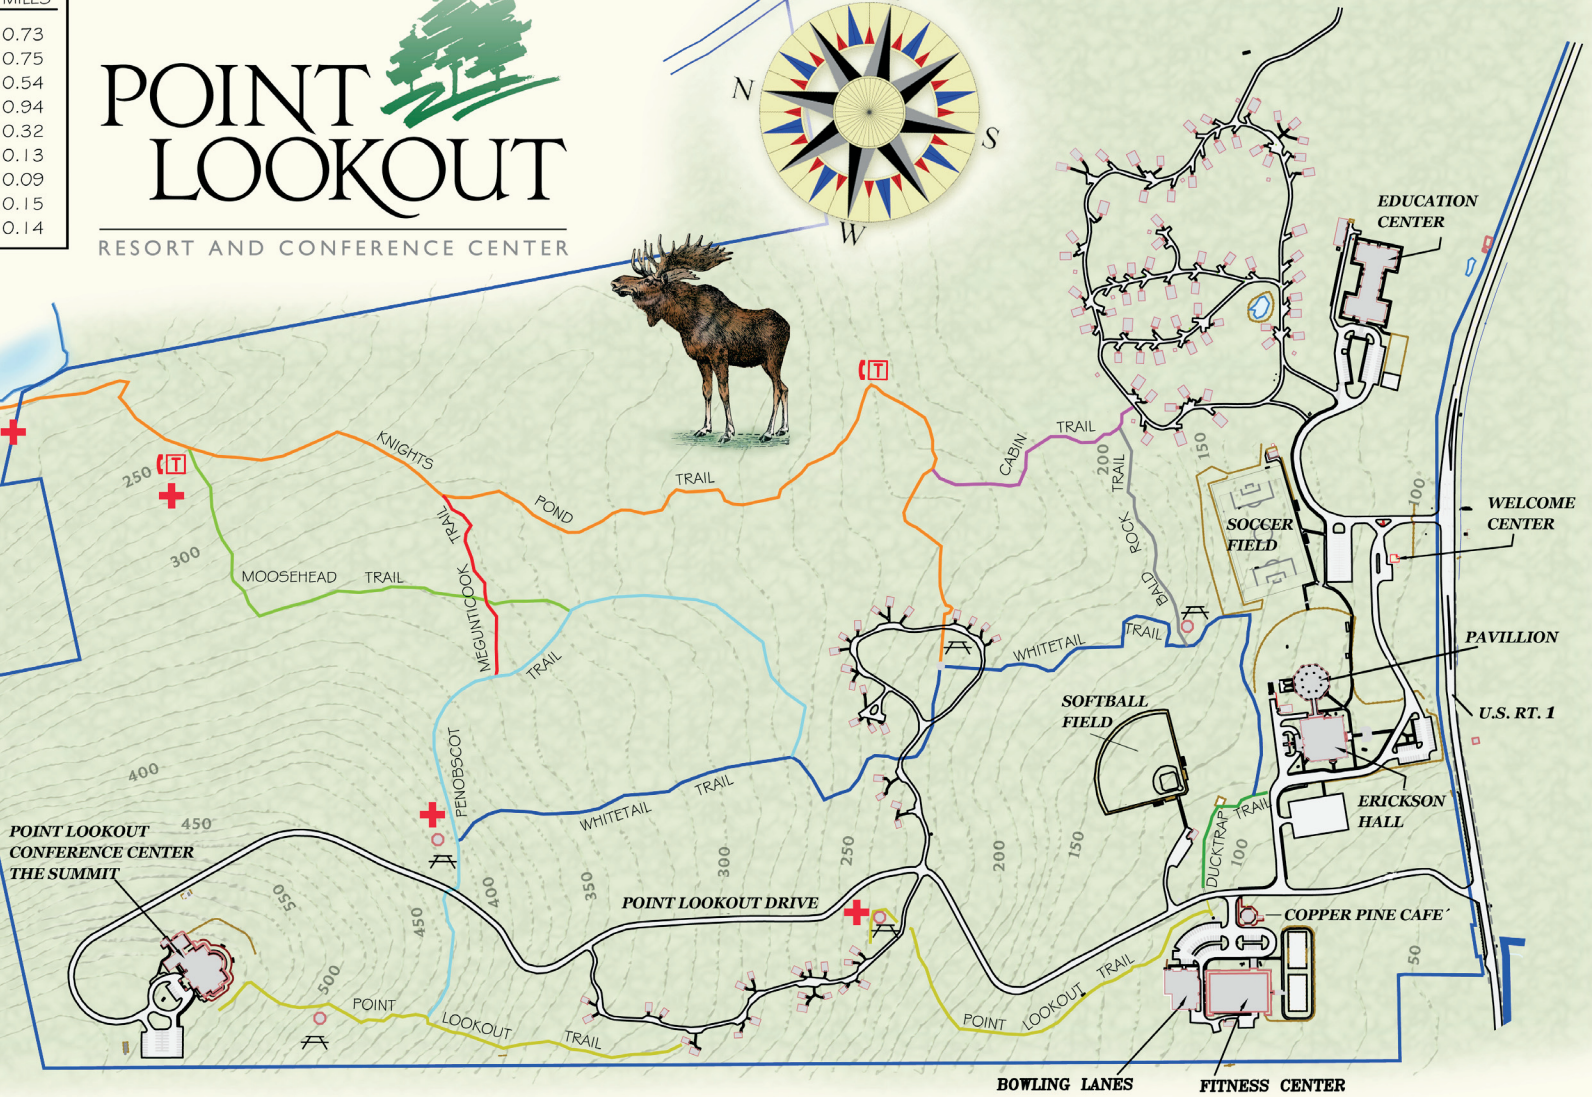 MILES
0.73
0.75
0.54
0.94
0.32
0.13
0.09
0.15
0.14
POINT
LOOKOUT
RESORT AND CONFERENCE CENTER
N
S
W
EDUCATION
CENTER
KNIGHTS
POND
TRAIL
CABIN
TRAIL
200
150
TRAIL
ROCK
BALD
100
WELCOME
CENTER
SOCCER
FIELD
250
T
T
300
MOOSEHEAD TRAIL
TRAIL
MEGUNTICOOK
TRAIL
PENOBSCOT
WHITETAIL
TRAIL
PAVILLION
SOFTBALL
FIELD
U.S. RT. 1
400
450
WHITETAIL
TRAIL
ERICKSON
HALL
TRAIL
DUCKTRAP
100
POINT LOOKOUT
CONFERENCE CENTER
THE SUMMIT
550
450
400
350
300
250
200
150
POINT LOOKOUT DRIVE
COPPER PINE CAFE´
50
500
POINT
LOOKOUT
TRAIL
POINT
LOOKOUT
TRAIL
BOWLING LANES
FITNESS CENTER